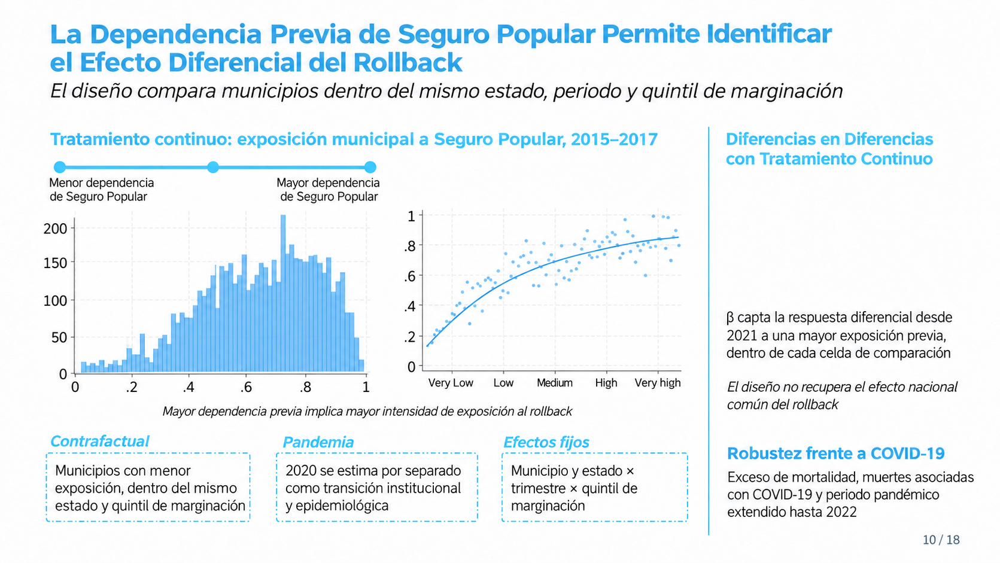 La Dependencia Previa de Seguro Popular Permite Identificar
el Efecto Diferencial del Rollback
El diseño compara municipios dentro del mismo estado, periodo y quintil de marginación
Tratamiento continuo: exposición municipal a Seguro Popular, 2015–2017
Menor dependencia
de Seguro Popular
Mayor dependencia
de Seguro Popular
200
150
100
50
0
0 .2 .4 .6 .8 1
1
.8
.6
.4
.2
0
Very Low Low Medium High Very high
Mayor dependencia previa implica mayor intensidad de exposición al rollback
Contrafactual
Municipios con menor
exposición, dentro del mismo
estado y quintil de marginación
Pandemia
2020 se estima por separado
como transición institucional
y epidemiológica
Efectos fijos
Municipio y estado ×
trimestre × quintil de
marginación
Diferencias en Diferencias
con Tratamiento Continuo
β capta la respuesta diferencial desde
2021 a una mayor exposición previa,
dentro de cada celda de comparación
El diseño no recupera el efecto nacional
común del rollback
Robustez frente a COVID-19
Exceso de mortalidad, muertes asociadas
con COVID-19 y periodo pandémico
extendido hasta 2022
10 / 18